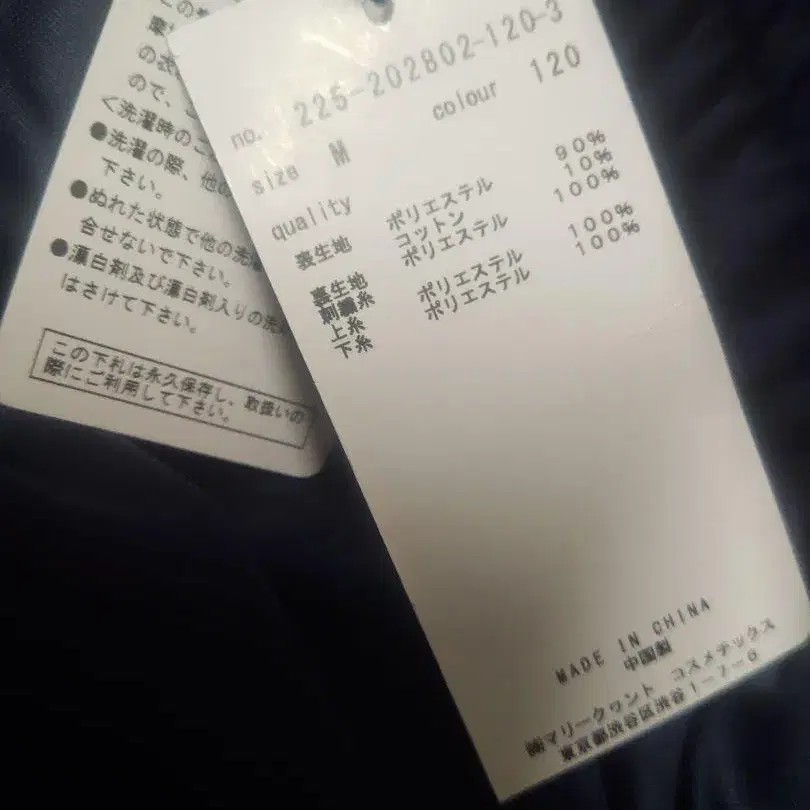 の衣
ので、
<洗濯時のご
●洗濯の際、他の
下さい。
●ぬれた状態で他の洗濯
合せないで下さい。
●漂白剤及び漂白剤入りの洗剤
はさけて下さい。
この下札は永久保存し、取扱いの
際にご利用して下さい。
no. 225-202802-120-3
size M colour 120
quality
表生地 ポリエステル 90%
コットン 10%
裏生地 ポリエステル 100%
刺繍糸
上糸 ポリエステル 100%
下糸 ポリエステル 100%
MADE IN CHINA
中国製
㈱マリークヮント コスメチックス
東京都渋谷区渋谷1-7-6